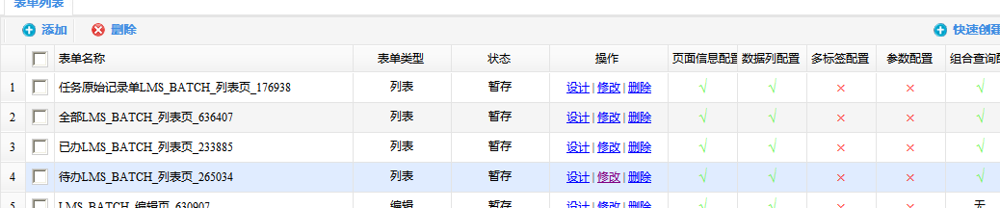 表单列表
添加 删除 快速创建
表单名称 表单类型 状态 操作 页面信息配置 数据列配置 多标签配置 参数配置 组合查询
1 任务原始记录单LMS_BATCH_列表页_176938 列表 暂存 设计|修改|删除 √ √ × × √
2 全部LMS_BATCH_列表页_636407 列表 暂存 设计|修改|删除 √ √ × × √
3 已办LMS_BATCH_列表页_233885 列表 暂存 设计|修改|删除 √ √ × × √
4 待办LMS_BATCH_列表页_265034 列表 暂存 设计|修改|删除 √ √ × × √
5 LMS_BATCH_编辑页_630907 编辑 暂存 设计|修改|删除 √ √ × × 无